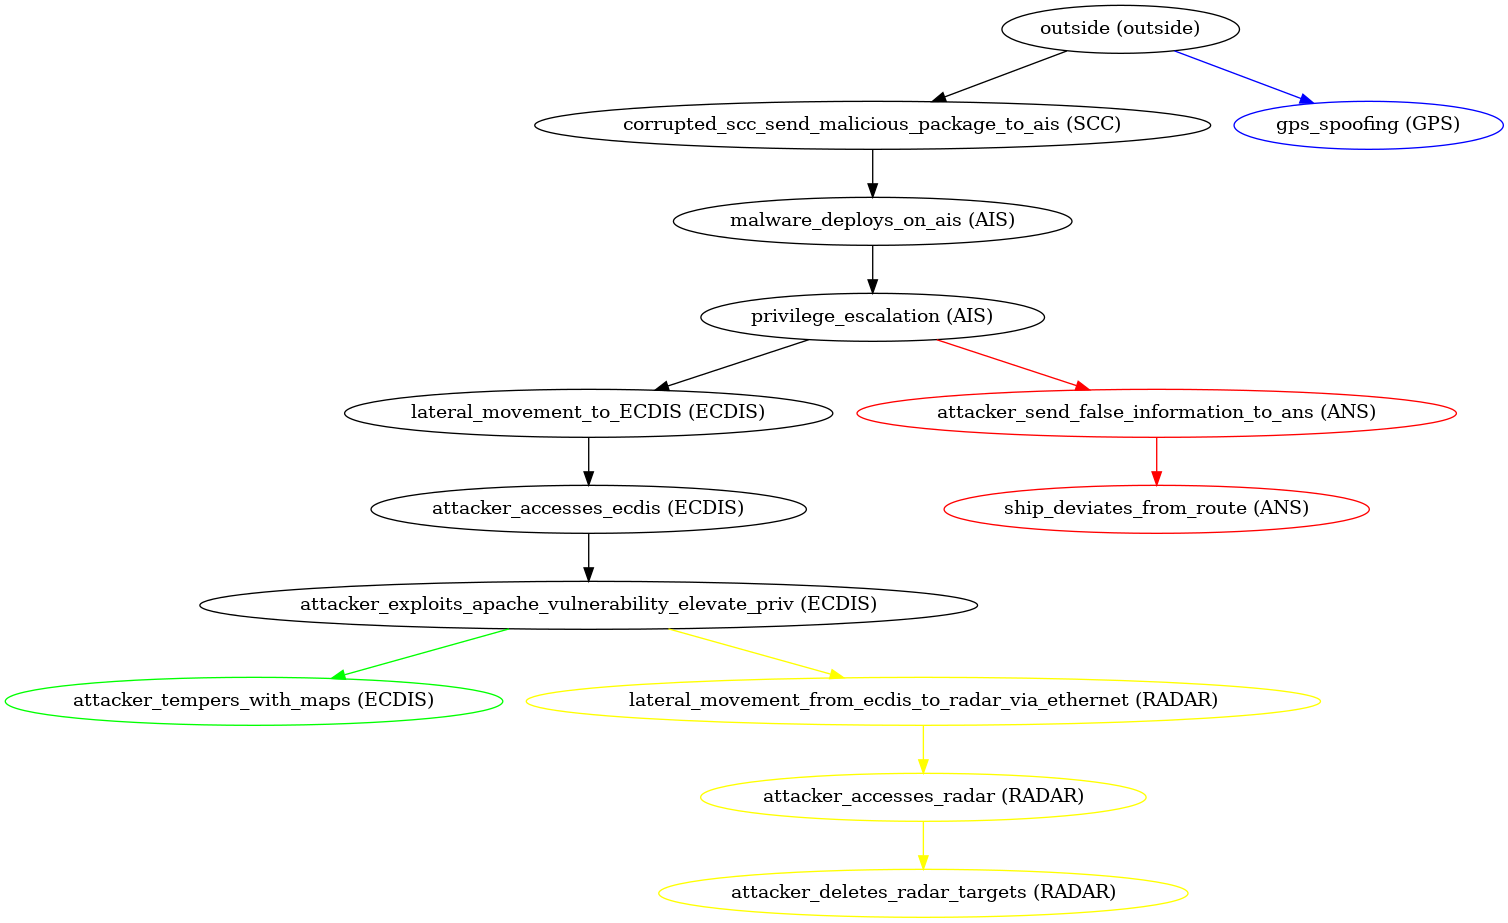 outside (outside)
corrupted_scc_send_malicious_package_to_ais (SCC)
gps_spoofing (GPS)
malware_deploys_on_ais (AIS)
privilege_escalation (AIS)
lateral_movement_to_ECDIS (ECDIS)
attacker_send_false_information_to_ans (ANS)
attacker_accesses_ecdis (ECDIS)
ship_deviates_from_route (ANS)
attacker_exploits_apache_vulnerability_elevate_priv (ECDIS)
attacker_tempers_with_maps (ECDIS)
lateral_movement_from_ecdis_to_radar_via_ethernet (RADAR)
attacker_accesses_radar (RADAR)
attacker_deletes_radar_targets (RADAR)